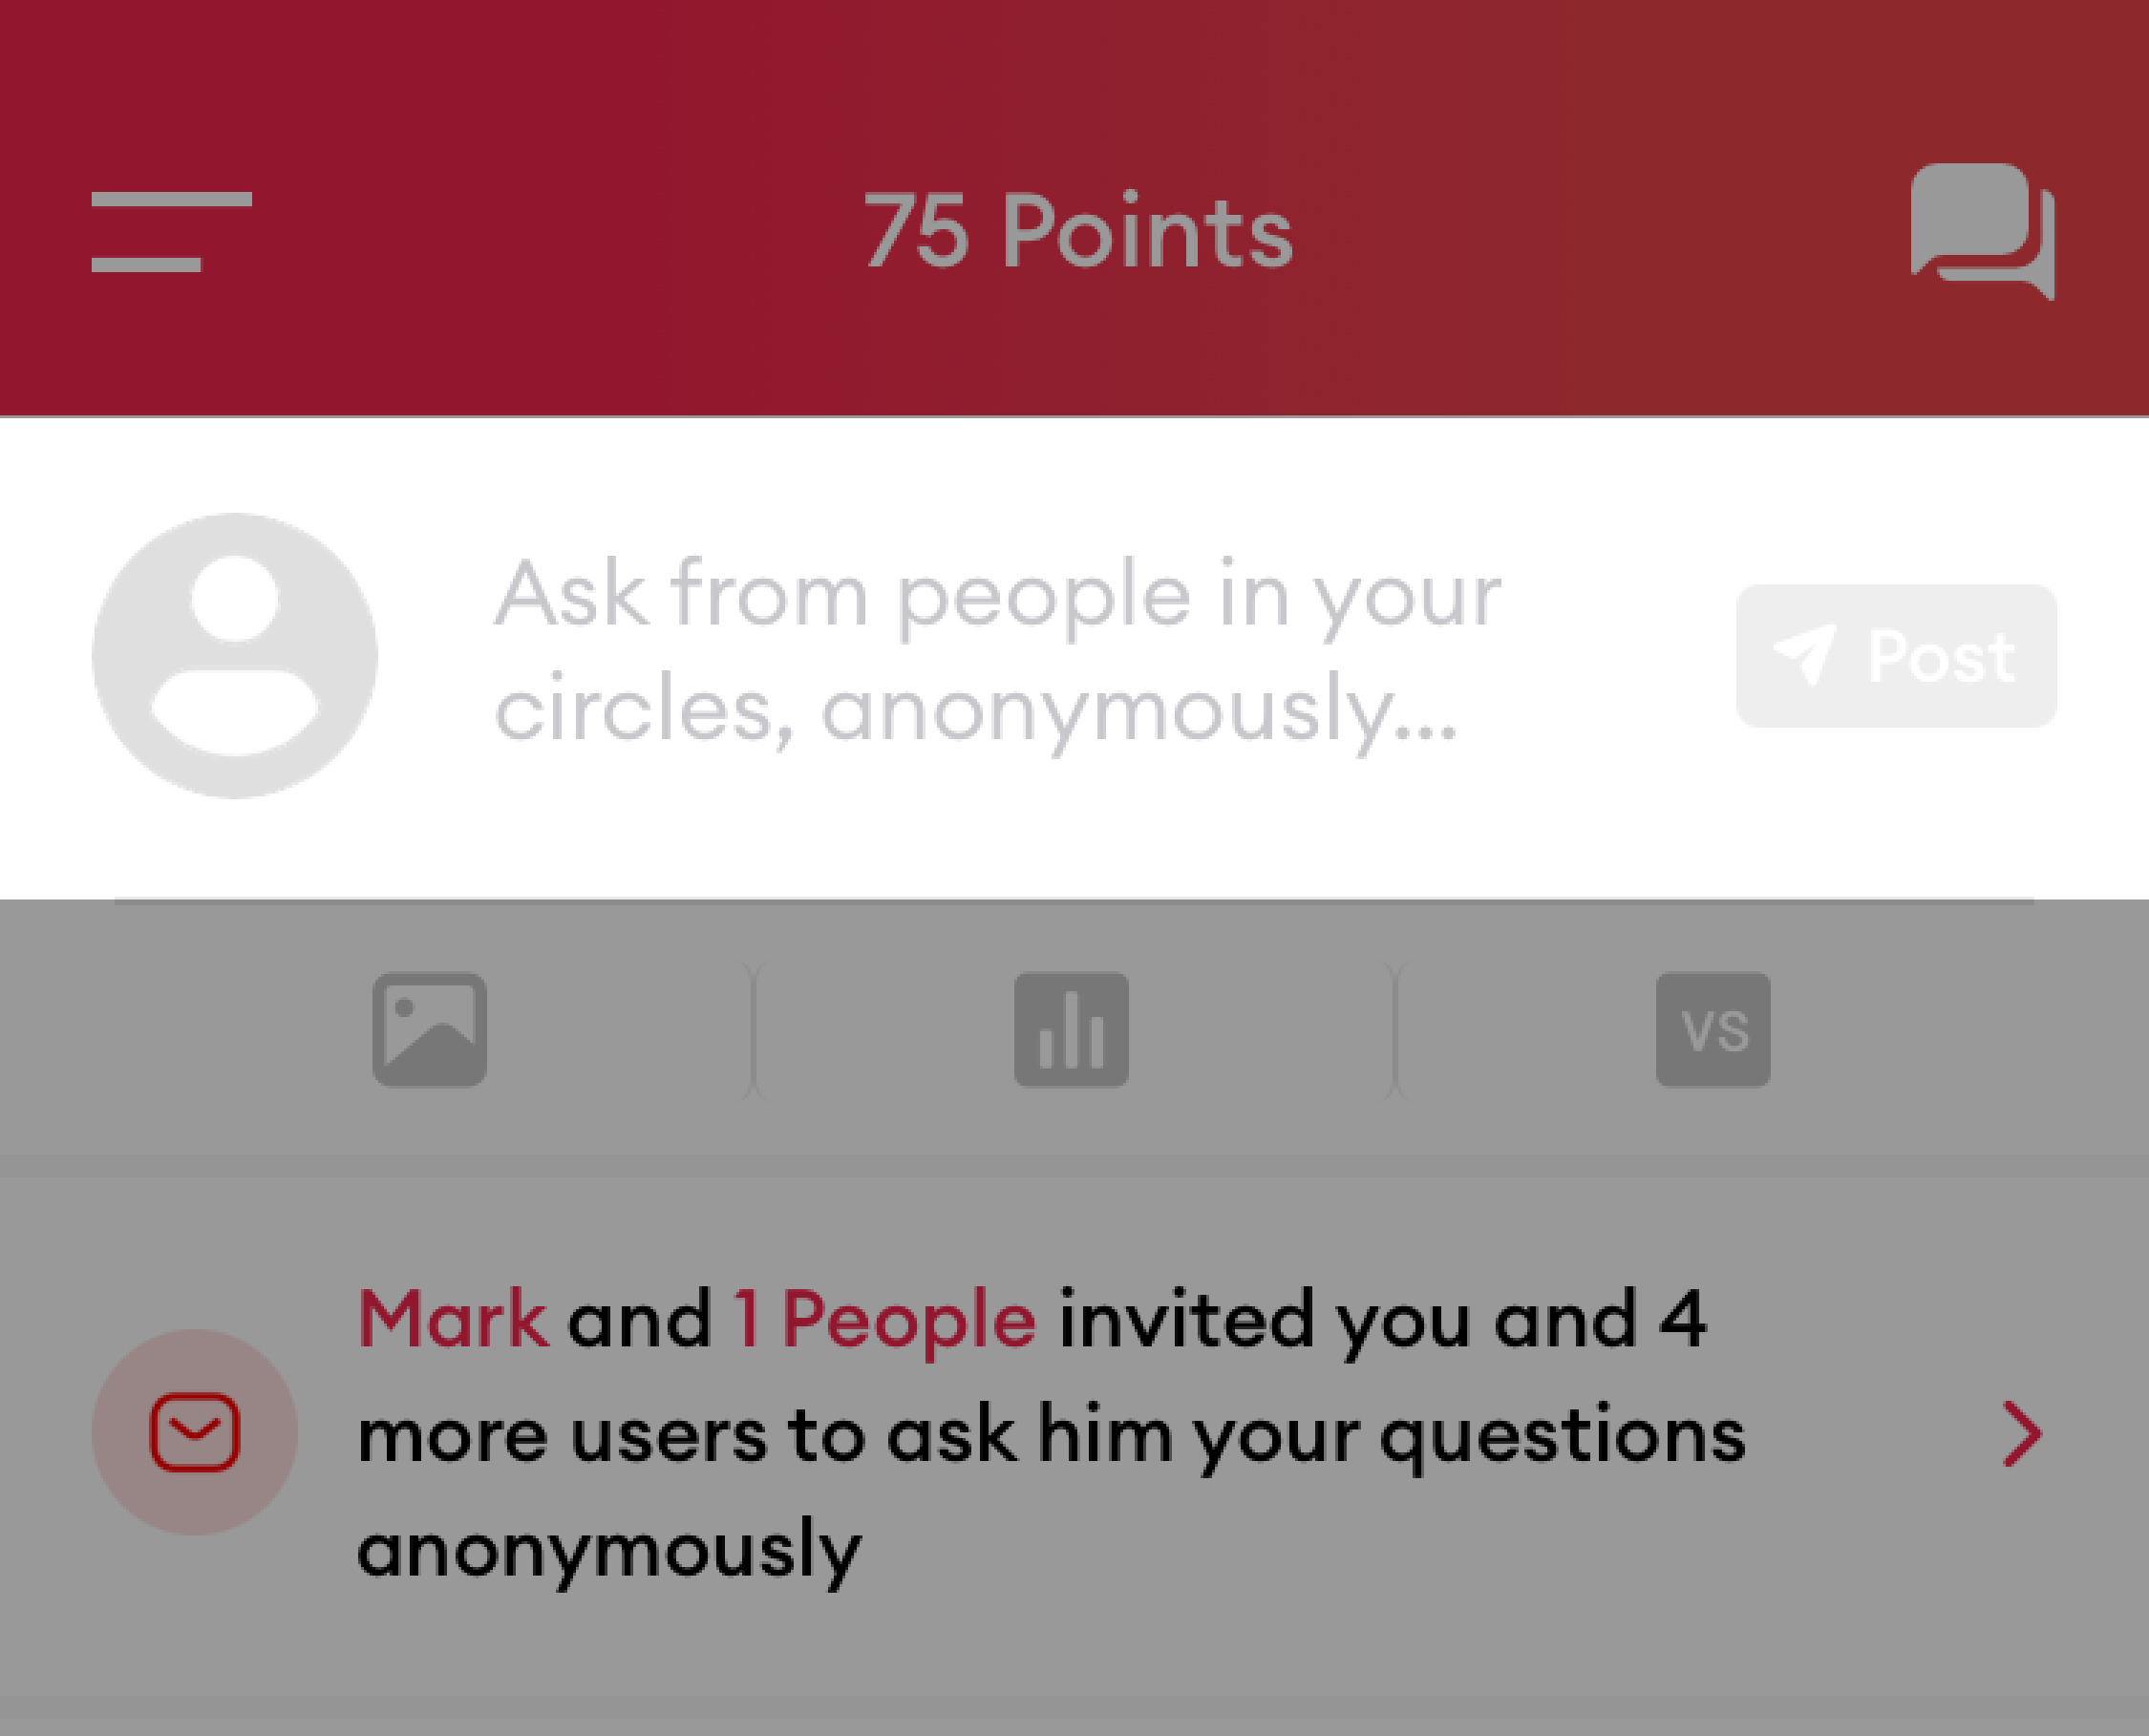 75 Points
Ask from people in your
circles, anonymously...
Post
VS
Mark and 1 People invited you and 4
more users to ask him your questions
anonymously